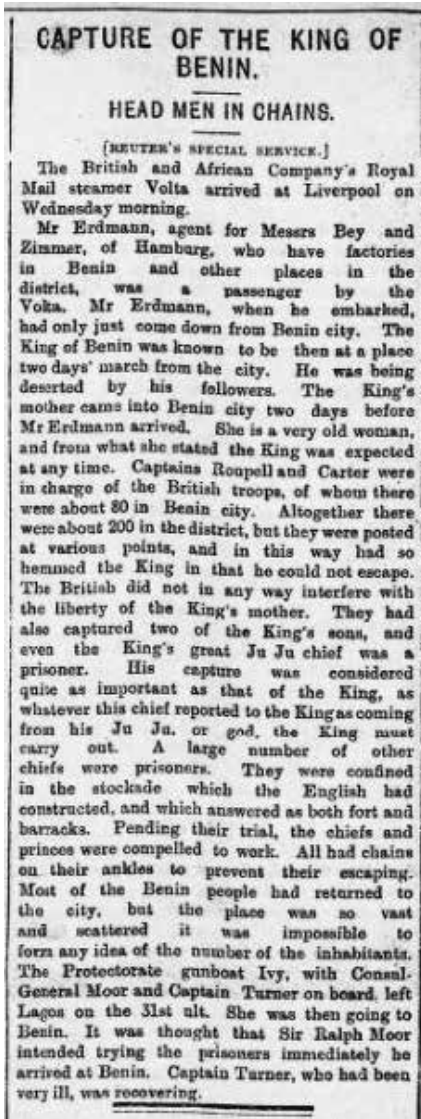 CAPTURE OF THE KING OF
BENIN.
HEAD MEN IN CHAINS.
[REUTER'S SPECIAL SERVICE.]
The British and African Company's Royal
Mail steamer Volta arrived at Liverpool on
Wednesday morning.
Mr Erdmann, agent for Messrs Bey and
Zimmer, of Hamburg, who have factories
in Benin and other places in the
district, was a passenger by the
Volta. Mr Erdmann, when he embarked,
had only just come down from Benin city. The
King of Benin was known to be then at a place
two days' march from the city. He was being
deserted by his followers. The King's
mother came into Benin city two days before
Mr Erdmann arrived. She is a very old woman,
and from what she stated the King was expected
at any time. Captains Roupell and Carter were
in charge of the British troops, of whom there
were about 80 in Benin city. Altogether there
were about 200 in the district, but they were posted
at various points, and in this way had so
hemmed the King in that he could not escape.
The British did not in any way interfere with
the liberty of the King's mother. They had
also captured two of the King's sons, and
even the King's great Ju Ju chief was a
prisoner. His capture was considered
quite as important as that of the King, as
whatever this chief reported to the King as coming
from his Ju Ju, or god, the King must
carry out. A large number of other
chiefs were prisoners. They were confined
in the stockade which the English had
constructed, and which answered as both fort and
barracks. Pending their trial, the chiefs and
princes were compelled to work. All had chains
on their ankles to prevent their escaping.
Most of the Benin people had returned to
the city, but the place was so vast
and scattered it was impossible to
form any idea of the number of the inhabitants.
The Protectorate gunboat Ivy, with Consul-
General Moor and Captain Turner on board, left
Lagos on the 31st ult. She was then going to
Benin. It was thought that Sir Ralph Moor
intended trying the prisoners immediately he
arrived at Benin. Captain Turner, who had been
very ill, was recovering.